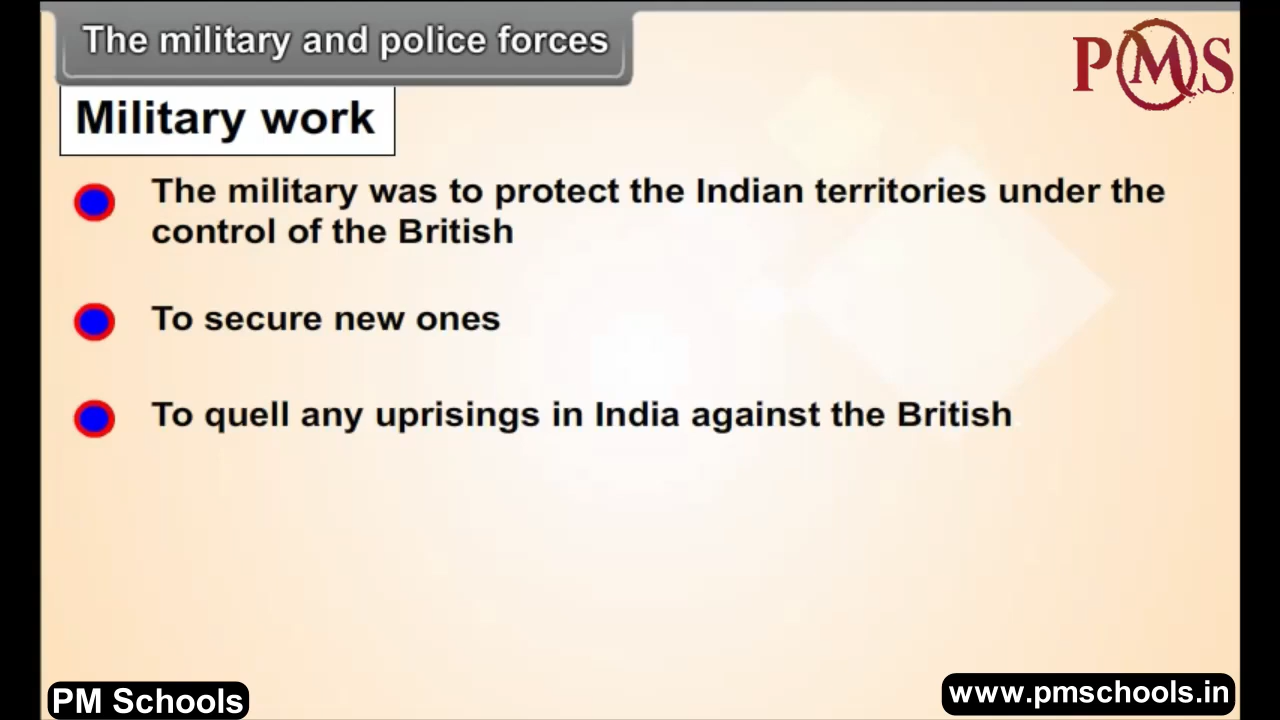 The military and police forces
PMS
Military work
The military was to protect the Indian territories under the
control of the British
To secure new ones
To quell any uprisings in India against the British
PM Schools
www.pmschools.in